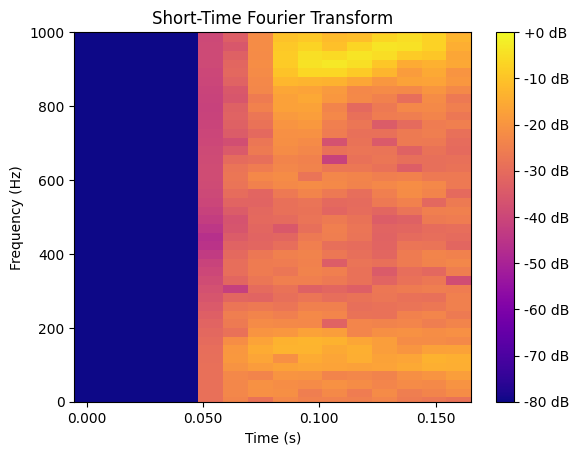 Short-Time Fourier Transform
1000
800
600
400
200
0
Frequency (Hz)
0.000
0.050
0.100
0.150
Time (s)
+0 dB
-10 dB
-20 dB
-30 dB
-40 dB
-50 dB
-60 dB
-70 dB
-80 dB